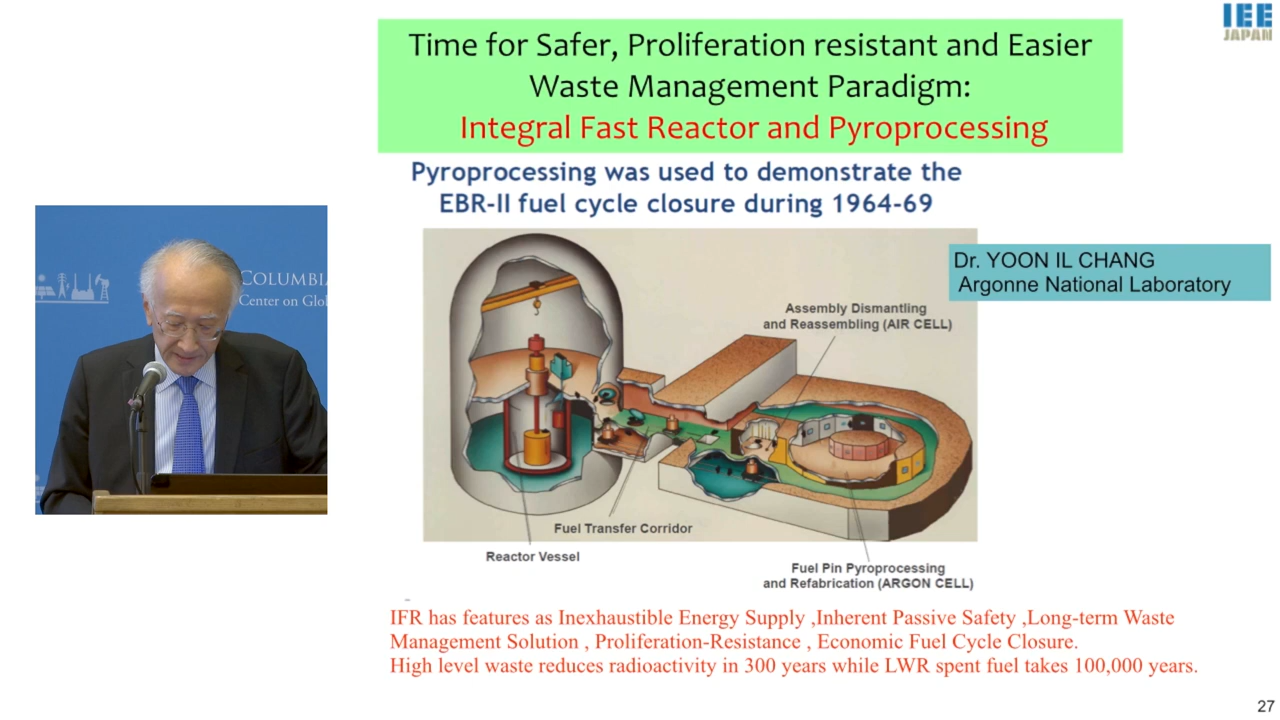 IEE
JAPAN
Time for Safer, Proliferation resistant and Easier
Waste Management Paradigm:
Integral Fast Reactor and Pyroprocessing
Pyroprocessing was used to demonstrate the
EBR-II fuel cycle closure during 1964-69
Dr. YOON IL CHANG
Argonne National Laboratory
COLUMBI
Center on Glo
Assembly Dismantling
and Reassembling (AIR CELL)
Fuel Transfer Corridor
Reactor Vessel
Fuel Pin Pyroprocessing
and Refabrication (ARGON CELL)
IFR has features as Inexhaustible Energy Supply ,Inherent Passive Safety ,Long-term Waste
Management Solution , Proliferation-Resistance , Economic Fuel Cycle Closure.
High level waste reduces radioactivity in 300 years while LWR spent fuel takes 100,000 years.
27